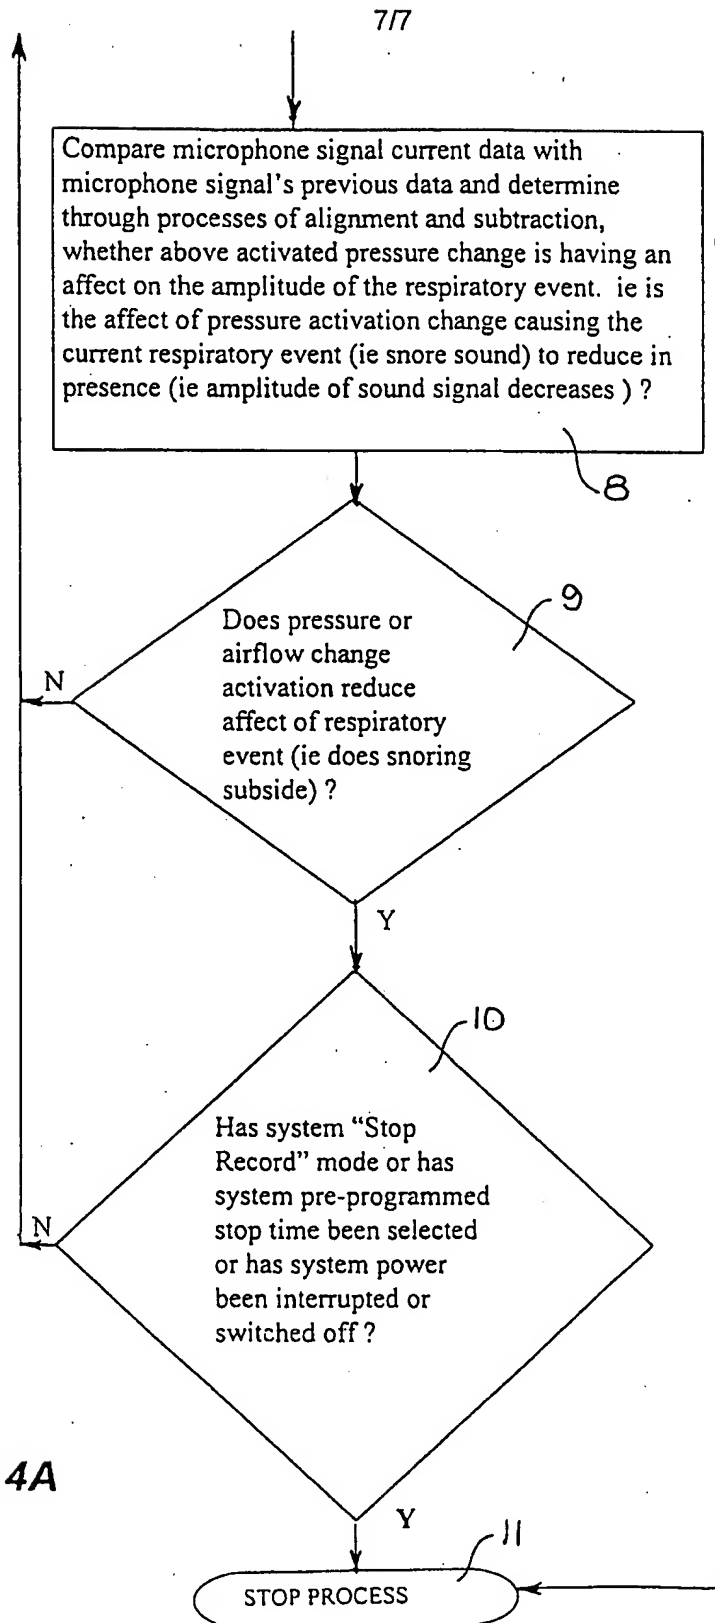 7/7
Compare microphone signal current data with
microphone signal's previous data and determine
through processes of alignment and subtraction,
whether above activated pressure change is having an
affect on the amplitude of the respiratory event. ie is
the affect of pressure activation change causing the
current respiratory event (ie snore sound) to reduce in
presence (ie amplitude of sound signal decreases ) ?
8
9
Does pressure or
airflow change
activation reduce
affect of respiratory
event (ie does snoring
subside) ?
N
Y
10
Has system “Stop
Record” mode or has
system pre-programmed
stop time been selected
or has system power
been interrupted or
switched off ?
N
4A
Y
11
STOP PROCESS